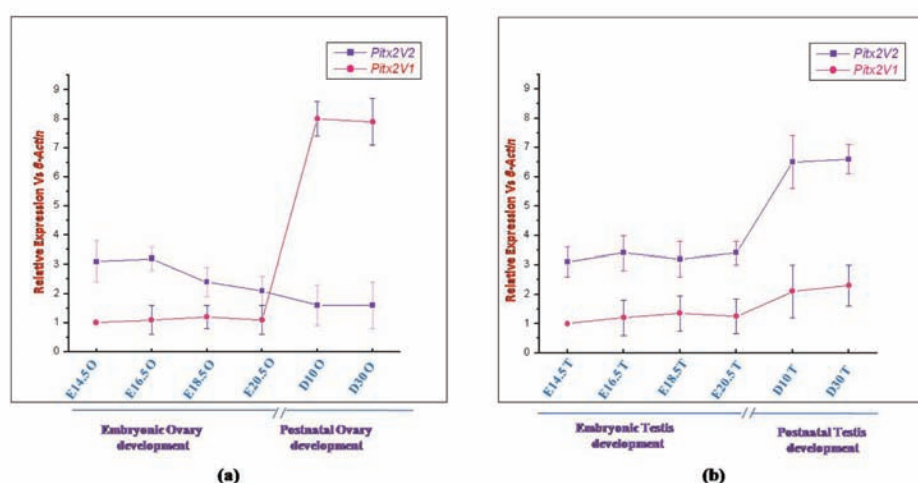 Pitx2V2
Pitx2V1
Relative Expression Vs β-Actin
9
8
7
6
5
4
3
2
1
0
E14.5 O
E16.5 O
E18.5 O
E20.5 O
D10 O
D30 O
Embryonic Ovary development
Postnatal Ovary development
(a)
Pitx2V2
Pitx2V1
Relative Expression Vs β-Actin
9
8
7
6
5
4
3
2
1
0
E14.5 T
E16.5 T
E18.5 T
E20.5 T
D10 T
D30 T
Embryonic Testis development
Postnatal Testis development
(b)